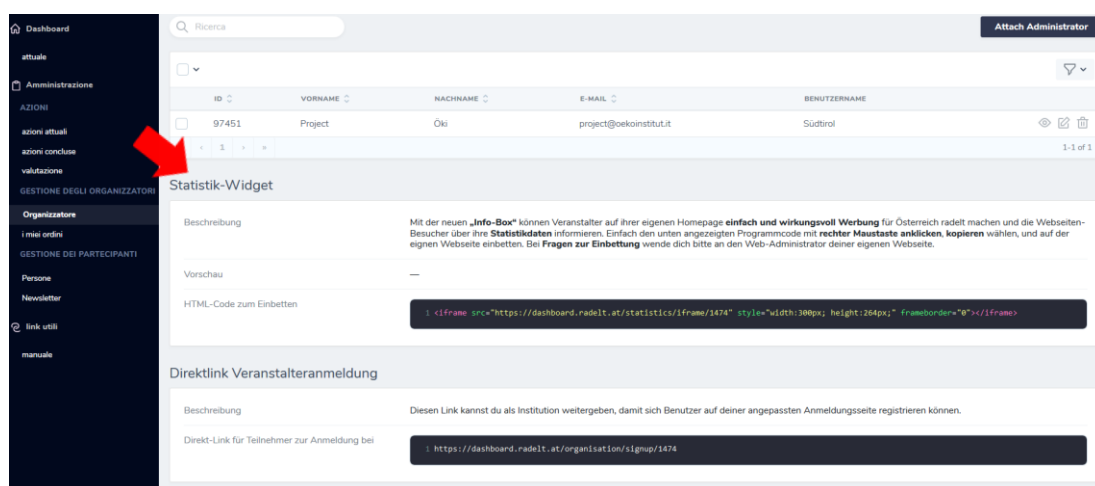 Dashboard
attuale
Amministrazione
AZIONI
azioni attuali
azioni concluse
valutazione
GESTIONE DEGLI ORGANIZZATORI
Organizzatore
i miei ordini
GESTIONE DEI PARTECIPANTI
Persone
Newsletter
link utili
manuale
Ricerca
Attach Administrator
ID VORNAME NACHNAME E-MAIL BENUTZERNAME
97451 Project Öki project@oekoinstitut.it Südtirol
< 1 > » 1-1 of 1
Statistik-Widget
Beschreibung
Mit der neuen „Info-Box“ können Veranstalter auf ihrer eigenen Homepage einfach und wirkungsvoll Werbung für Österreich radelt machen und die Webseiten-
Besucher über ihre Statistikdaten informieren. Einfach den unten angezeigten Programmcode mit rechter Maustaste anklicken, kopieren wählen, und auf der
eignen Webseite einbetten. Bei Fragen zur Einbettung wende dich bitte an den Web-Administrator deiner eigenen Webseite.
Vorschau —
HTML-Code zum Einbetten
1 <iframe src="https://dashboard.radelt.at/statistics/iframe/1474" style="width:300px; height:264px;" frameborder="0"></iframe>
Direktlink Veranstalteranmeldung
Beschreibung
Diesen Link kannst du als Institution weitergeben, damit sich Benutzer auf deiner angepassten Anmeldungsseite registrieren können.
Direkt-Link für Teilnehmer zur Anmeldung bei
1 https://dashboard.radelt.at/organisation/signup/1474